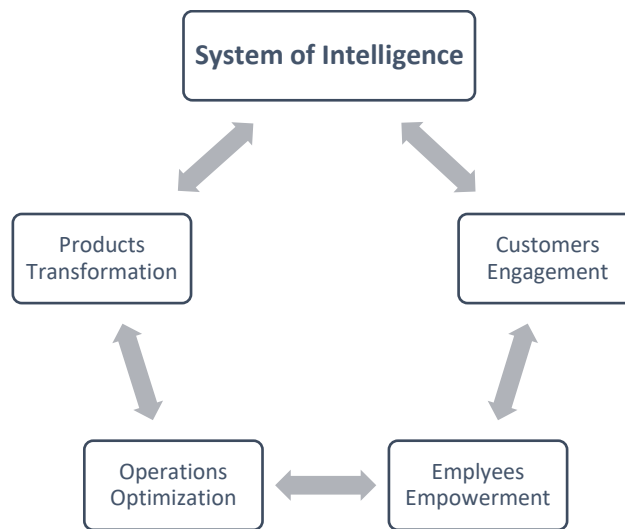 System of Intelligence
Products
Transformation
Customers
Engagement
Operations
Optimization
Emplyees
Empowerment